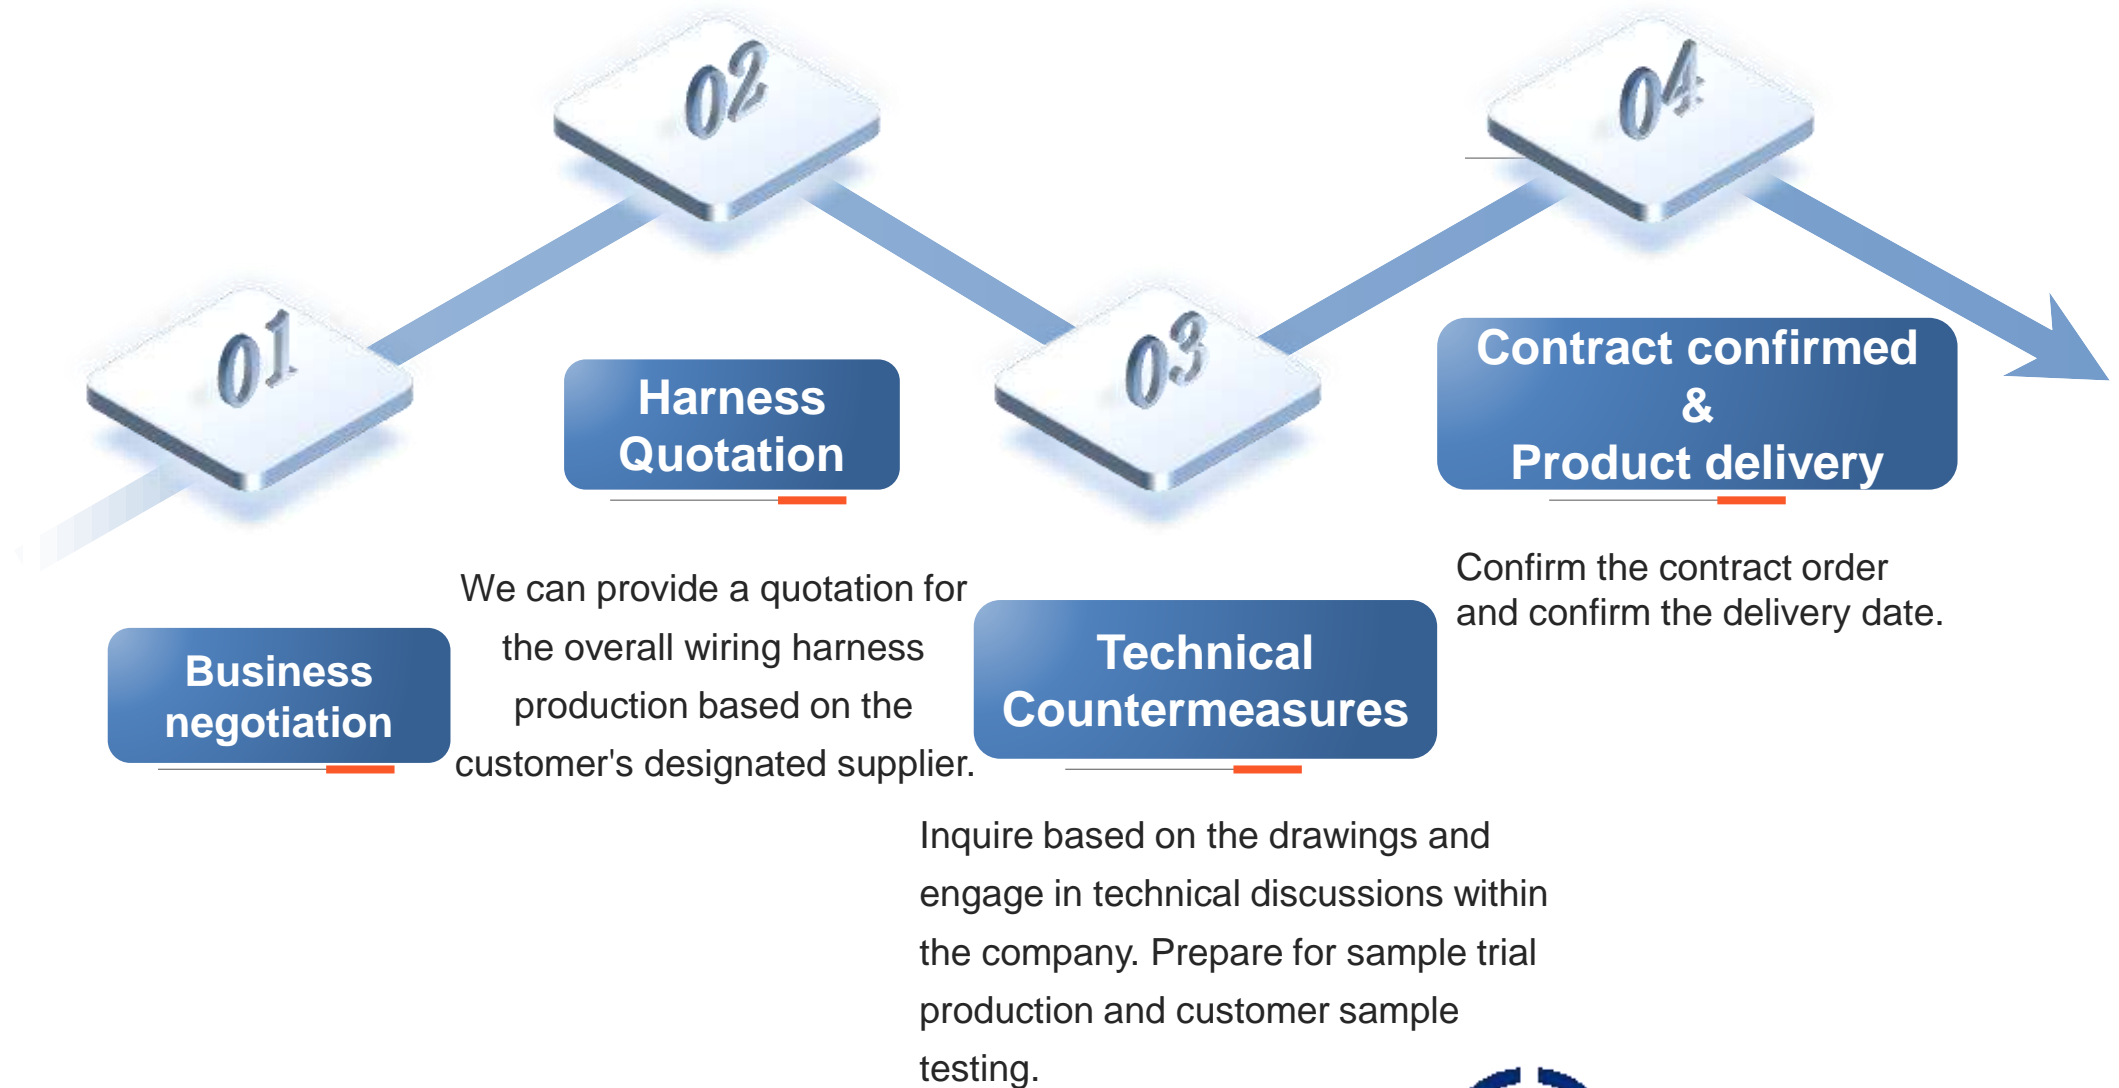 01
Business
negotiation
02
Harness
Quotation
We can provide a quotation for
the overall wiring harness
production based on the
customer's designated supplier.
03
Technical
Countermeasures
Inquire based on the drawings and
engage in technical discussions within
the company. Prepare for sample trial
production and customer sample
testing.
04
Contract confirmed
&
Product delivery
Confirm the contract order
and confirm the delivery date.